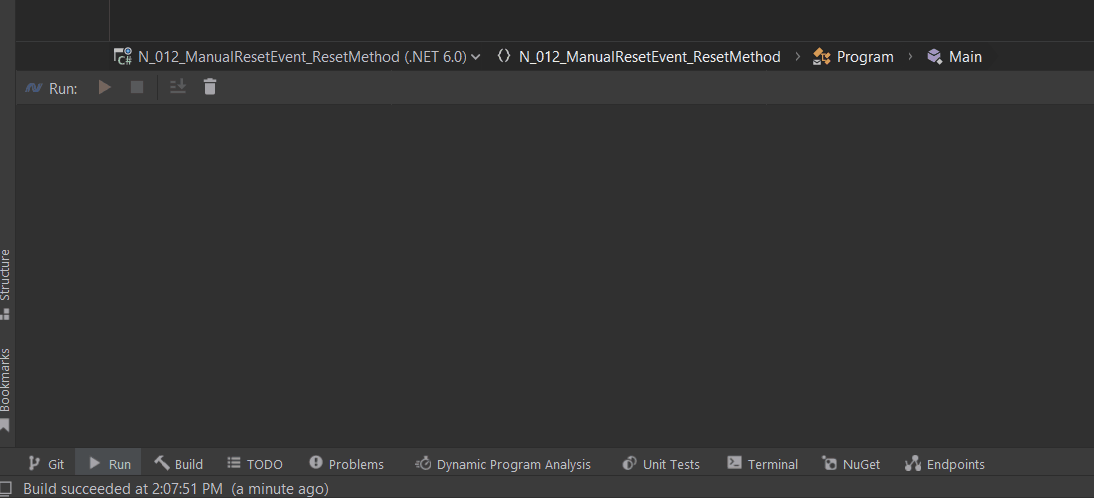 C# N_012_ManualResetEvent_ResetMethod (.NET 6.0) N_012_ManualResetEvent_ResetMethod Program Main
Run:
Structure
Bookmarks
Git Run Build TODO Problems Dynamic Program Analysis Unit Tests Terminal NuGet Endpoints
Build succeeded at 2:07:51 PM (a minute ago)